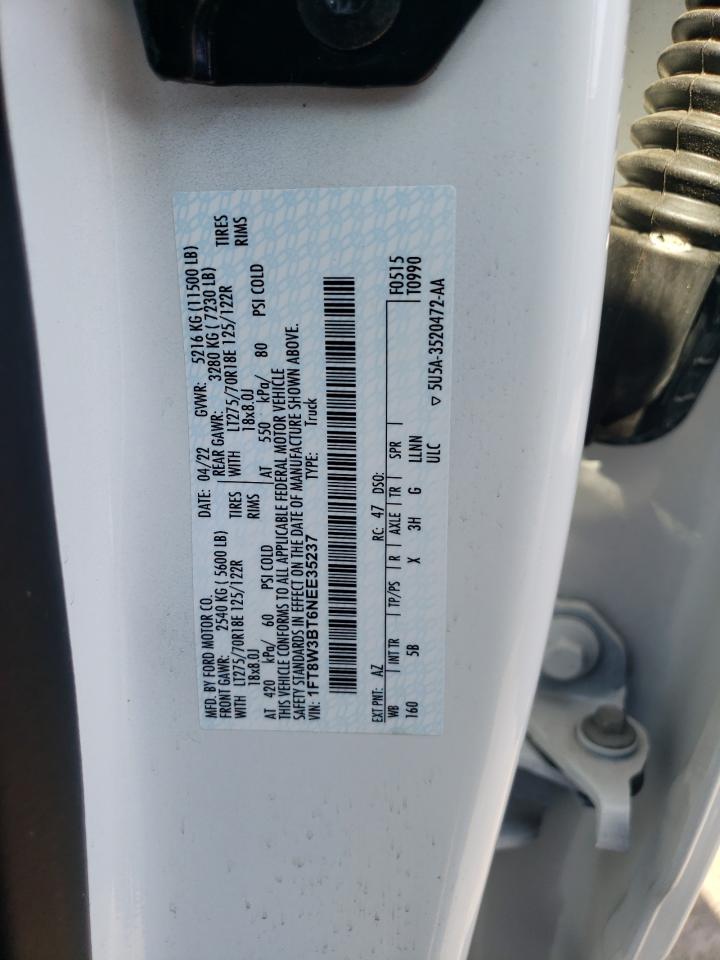 MFD. BY FORD MOTOR CO. DATE: 04/22 GVWR: 5216 KG (11500 LB)
FRONT GAWR: 2540 KG ( 5600 LB) REAR GAWR: 3280 KG ( 7230 LB)
WITH LT275/70R18E 125/122R TIRES WITH LT275/70R18E 125/122R TIRES
18x8.0J RIMS 18x8.0J RIMS
AT 420 kPa/ 60 PSI COLD AT 550 kPa/ 80 PSI COLD
THIS VEHICLE CONFORMS TO ALL APPLICABLE FEDERAL MOTOR VEHICLE
SAFETY STANDARDS IN EFFECT ON THE DATE OF MANUFACTURE SHOWN ABOVE.
VIN: 1FT8W3BT6NEE35237 TYPE: Truck
EXT PNT: AZ RC: 47 DSO: F0515
WB INT TR TP/PS R AXLE TR SPR T0990
160 5B X 3H G LLNN
ULC ▽ 5U5A-3520472-AA